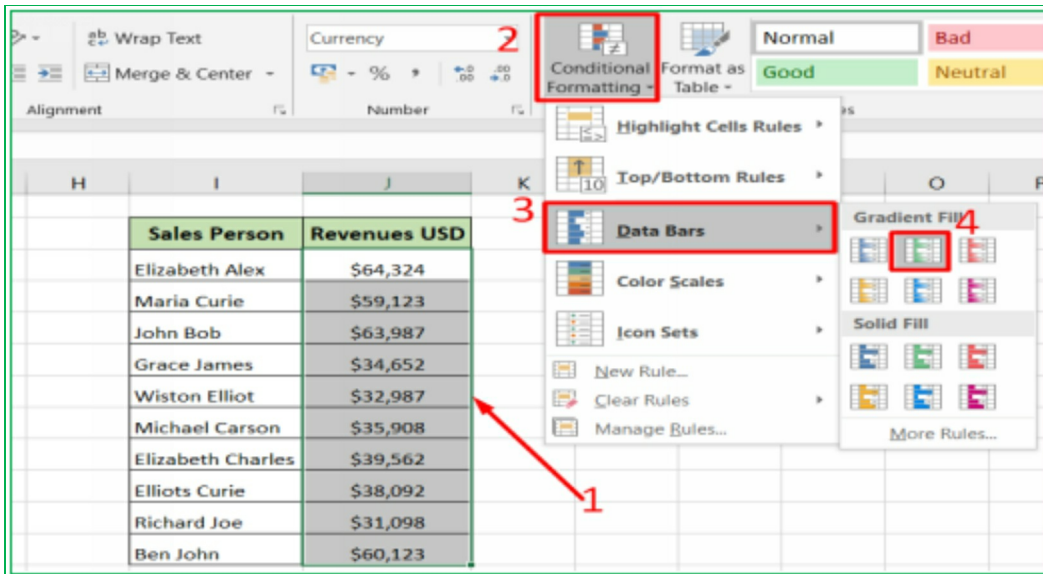 Wrap Text
Currency
2
Merge & Center
%
Conditional Formatting
Format as Table
Normal
Bad
Good
Neutral
Alignment
Number
H I J K O
Highlight Cells Rules
Top/Bottom Rules
3
Data Bars
Color Scales
Icon Sets
New Rule...
Clear Rules
Manage Rules...
Gradient Fill
4
Solid Fill
More Rules...
Sales Person Revenues USD
Elizabeth Alex $64,324
Maria Curie $59,123
John Bob $63,987
Grace James $34,652
Wiston Elliot $32,987
Michael Carson $35,908
Elizabeth Charles $39,562
Elliots Curie $38,092
1
Richard Joe $31,098
Ben John $60,123